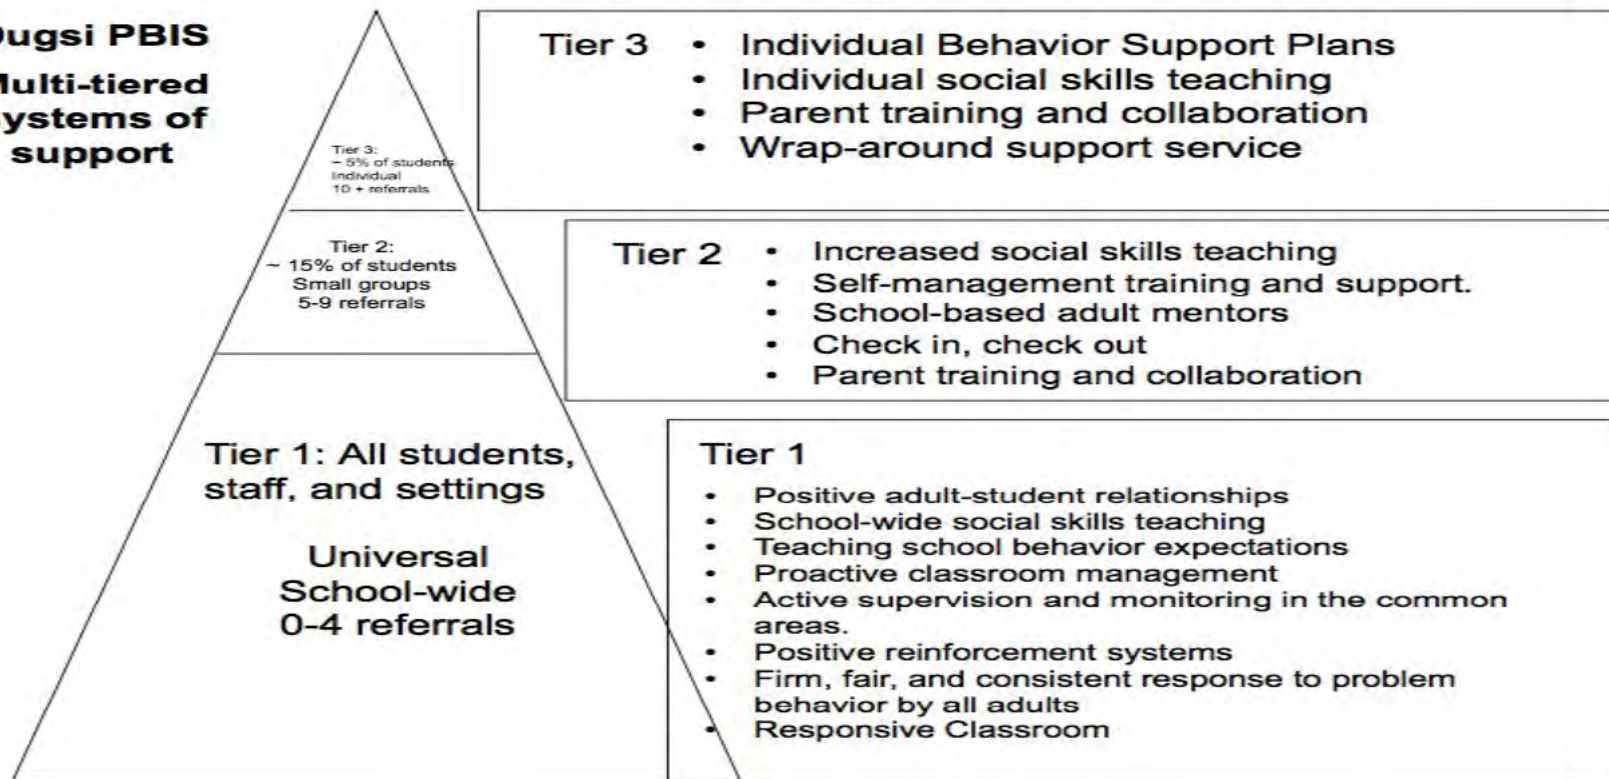 ugsi PBIS
ulti-tiered
ystems of
support
Tier 3:
~ 5% of students
Individual
10 + referrals
Tier 2:
~ 15% of students
Small groups
5-9 referrals
Tier 1: All students,
staff, and settings
Universal
School-wide
0-4 referrals
Tier 3 • Individual Behavior Support Plans
• Individual social skills teaching
• Parent training and collaboration
• Wrap-around support service
Tier 2 • Increased social skills teaching
• Self-management training and support.
• School-based adult mentors
• Check in, check out
• Parent training and collaboration
Tier 1
• Positive adult-student relationships
• School-wide social skills teaching
• Teaching school behavior expectations
• Proactive classroom management
• Active supervision and monitoring in the common
areas.
• Positive reinforcement systems
• Firm, fair, and consistent response to problem
behavior by all adults
• Responsive Classroom